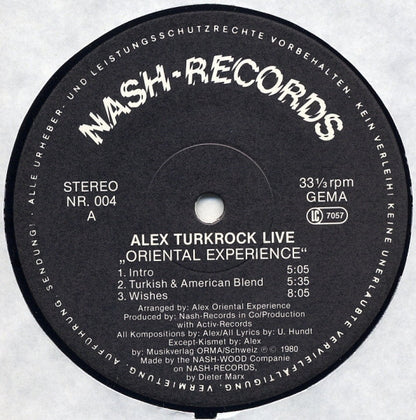 · ALLE URHEBER- UND LEISTUNGSSCHUTZRECHTE VORBEHALTEN. KEIN VERLEIH! KEINE UNERLAUBTE VERVIELFÄLTIGUNG, VERMIETUNG, AUFFÜHRUNG, SENDUNG!
NASH-RECORDS
STEREO
NR. 004
A
33 1/3 rpm
GEMA
LC 7057
ALEX TURKROCK LIVE
„ORIENTAL EXPERIENCE“
1. Intro 5:05
2. Turkish & American Blend 5:35
3. Wishes 8:05
Arranged by: Alex Oriental Experience
Produced by: Nash-Records in Co/Production
with Activ-Records
All Kompositions by: Alex/All Lyrics by: U. Hundt
Except-Kismet by: Alex
by: Musikverlag ORMA/Schweiz ℗ © 1980
Made by the NASH-WOOD Companie
on NASH-RECORDS,
by Dieter Marx